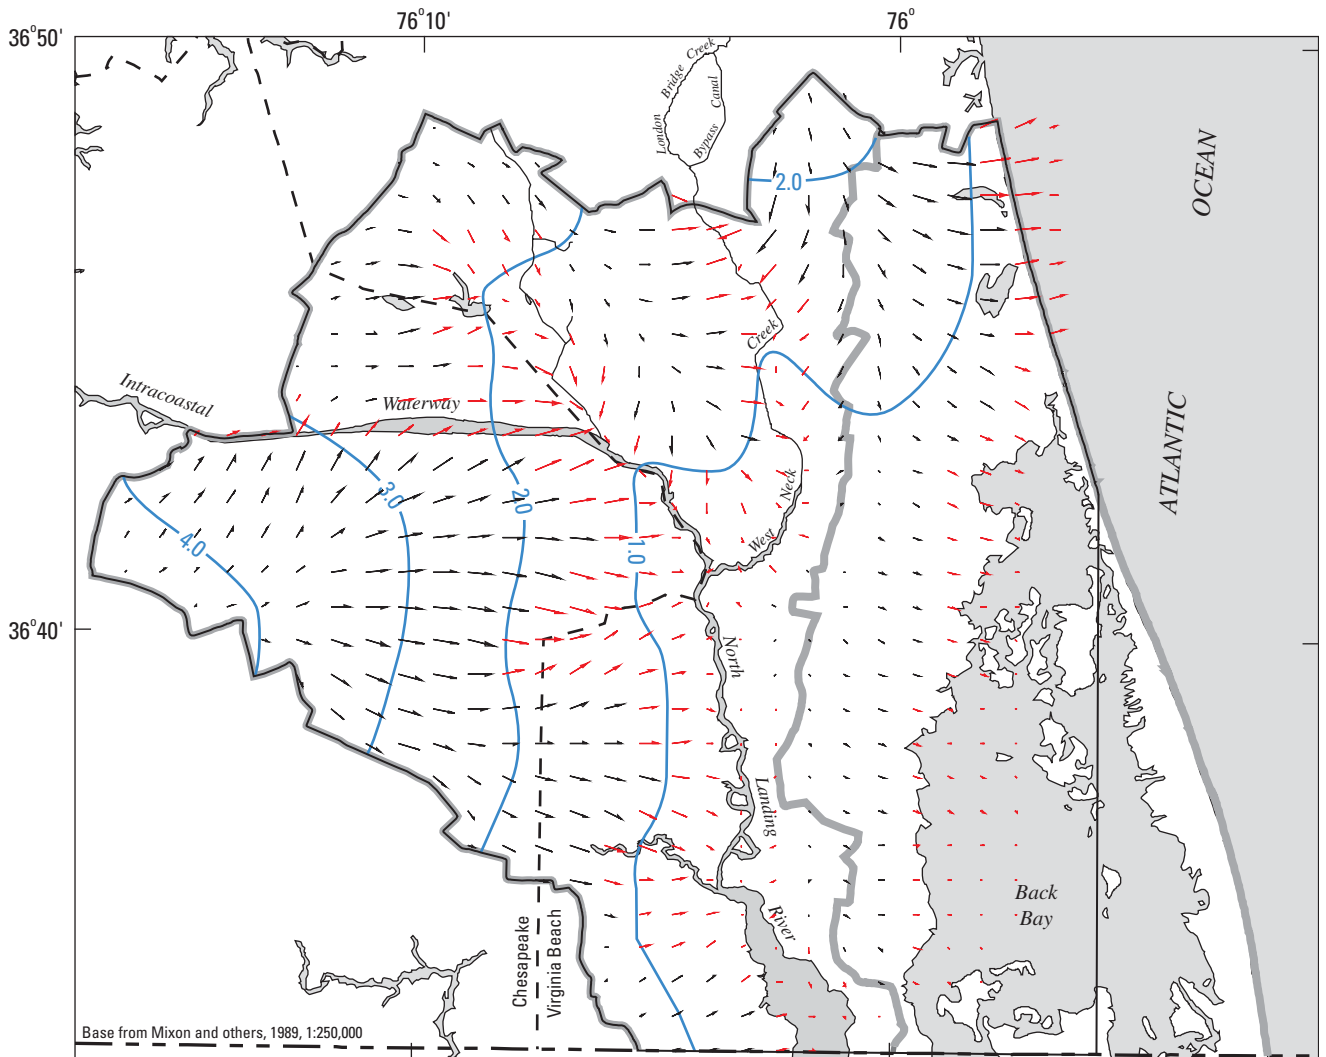 76°10'
76°
36°50'
London
Bridge
Creek
Bypass
Canal
2.0
OCEAN
ATLANTIC
Intracoastal
Waterway
Creek
3.0
2.0
4.0
1.0
West
Neck
36°40'
North
Landing
River
Back
Bay
Chesapeake
Virginia Beach
Base from Mixon and others, 1989, 1:250,000